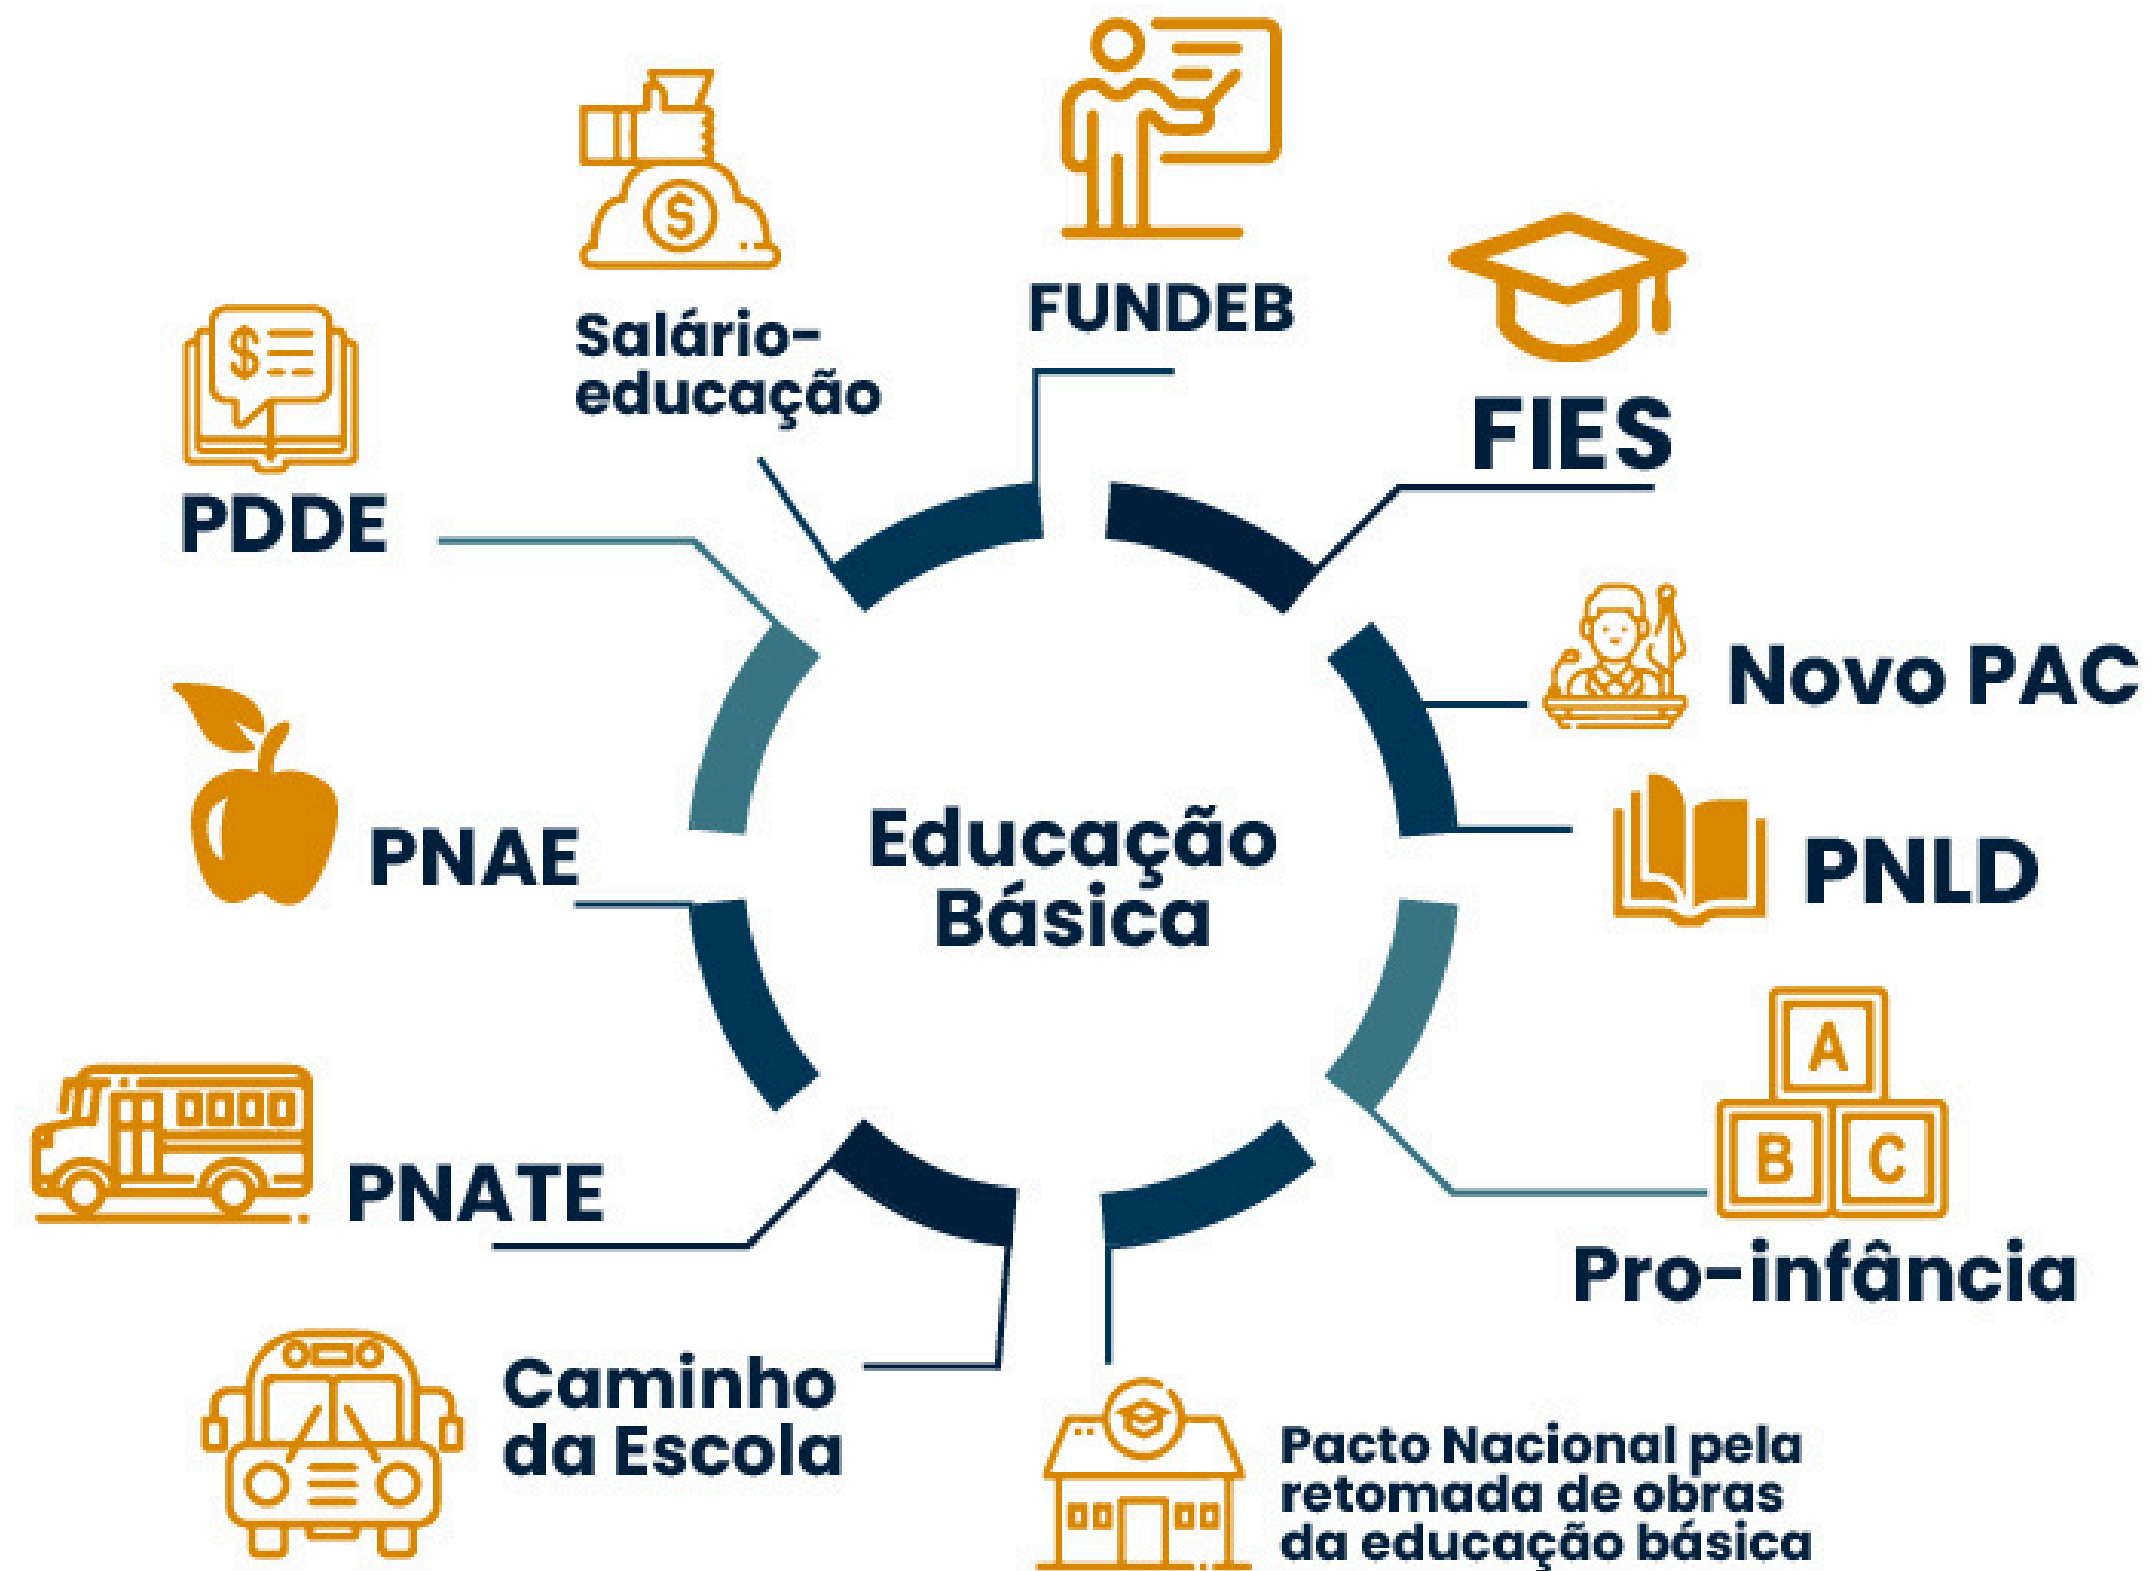 FUNDEB
Salário-
educação
FIES
PDDE
$
$
Novo PAC
Educação
Básica
PNAE
PNLD
A
B C
PNATE
Pro-infância
Caminho
da Escola
Pacto Nacional pela
retomada de obras
da educação básica